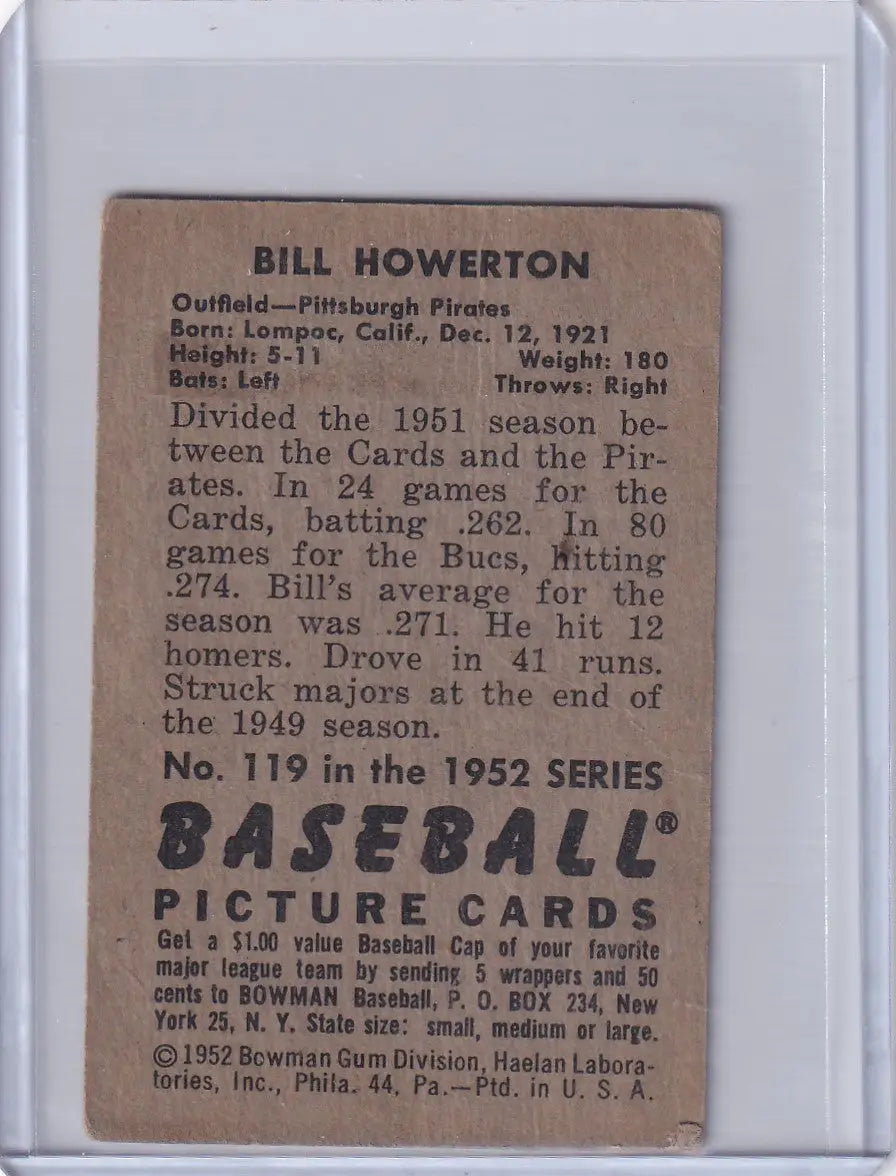 BILL HOWERTON
Outfield—Pittsburgh Pirates
Born: Lompoc, Calif., Dec. 12, 1921
Height: 5-11 Weight: 180
Bats: Left Throws: Right
Divided the 1951 season be-
tween the Cards and the Pir-
ates. In 24 games for the
Cards, batting .262. In 80
games for the Bucs, hitting
.274. Bill's average for the
season was .271. He hit 12
homers. Drove in 41 runs.
Struck majors at the end of
the 1949 season.
No. 119 in the 1952 SERIES
BASEBALL®
PICTURE CARDS
Get a $1.00 value Baseball Cap of your favorite
major league team by sending 5 wrappers and 50
cents to BOWMAN Baseball, P. O. BOX 234, New
York 25, N. Y. State size: small, medium or large.
© 1952 Bowman Gum Division, Haelan Labora-
tories, Inc., Phila. 44, Pa.—Ptd. in U. S. A.